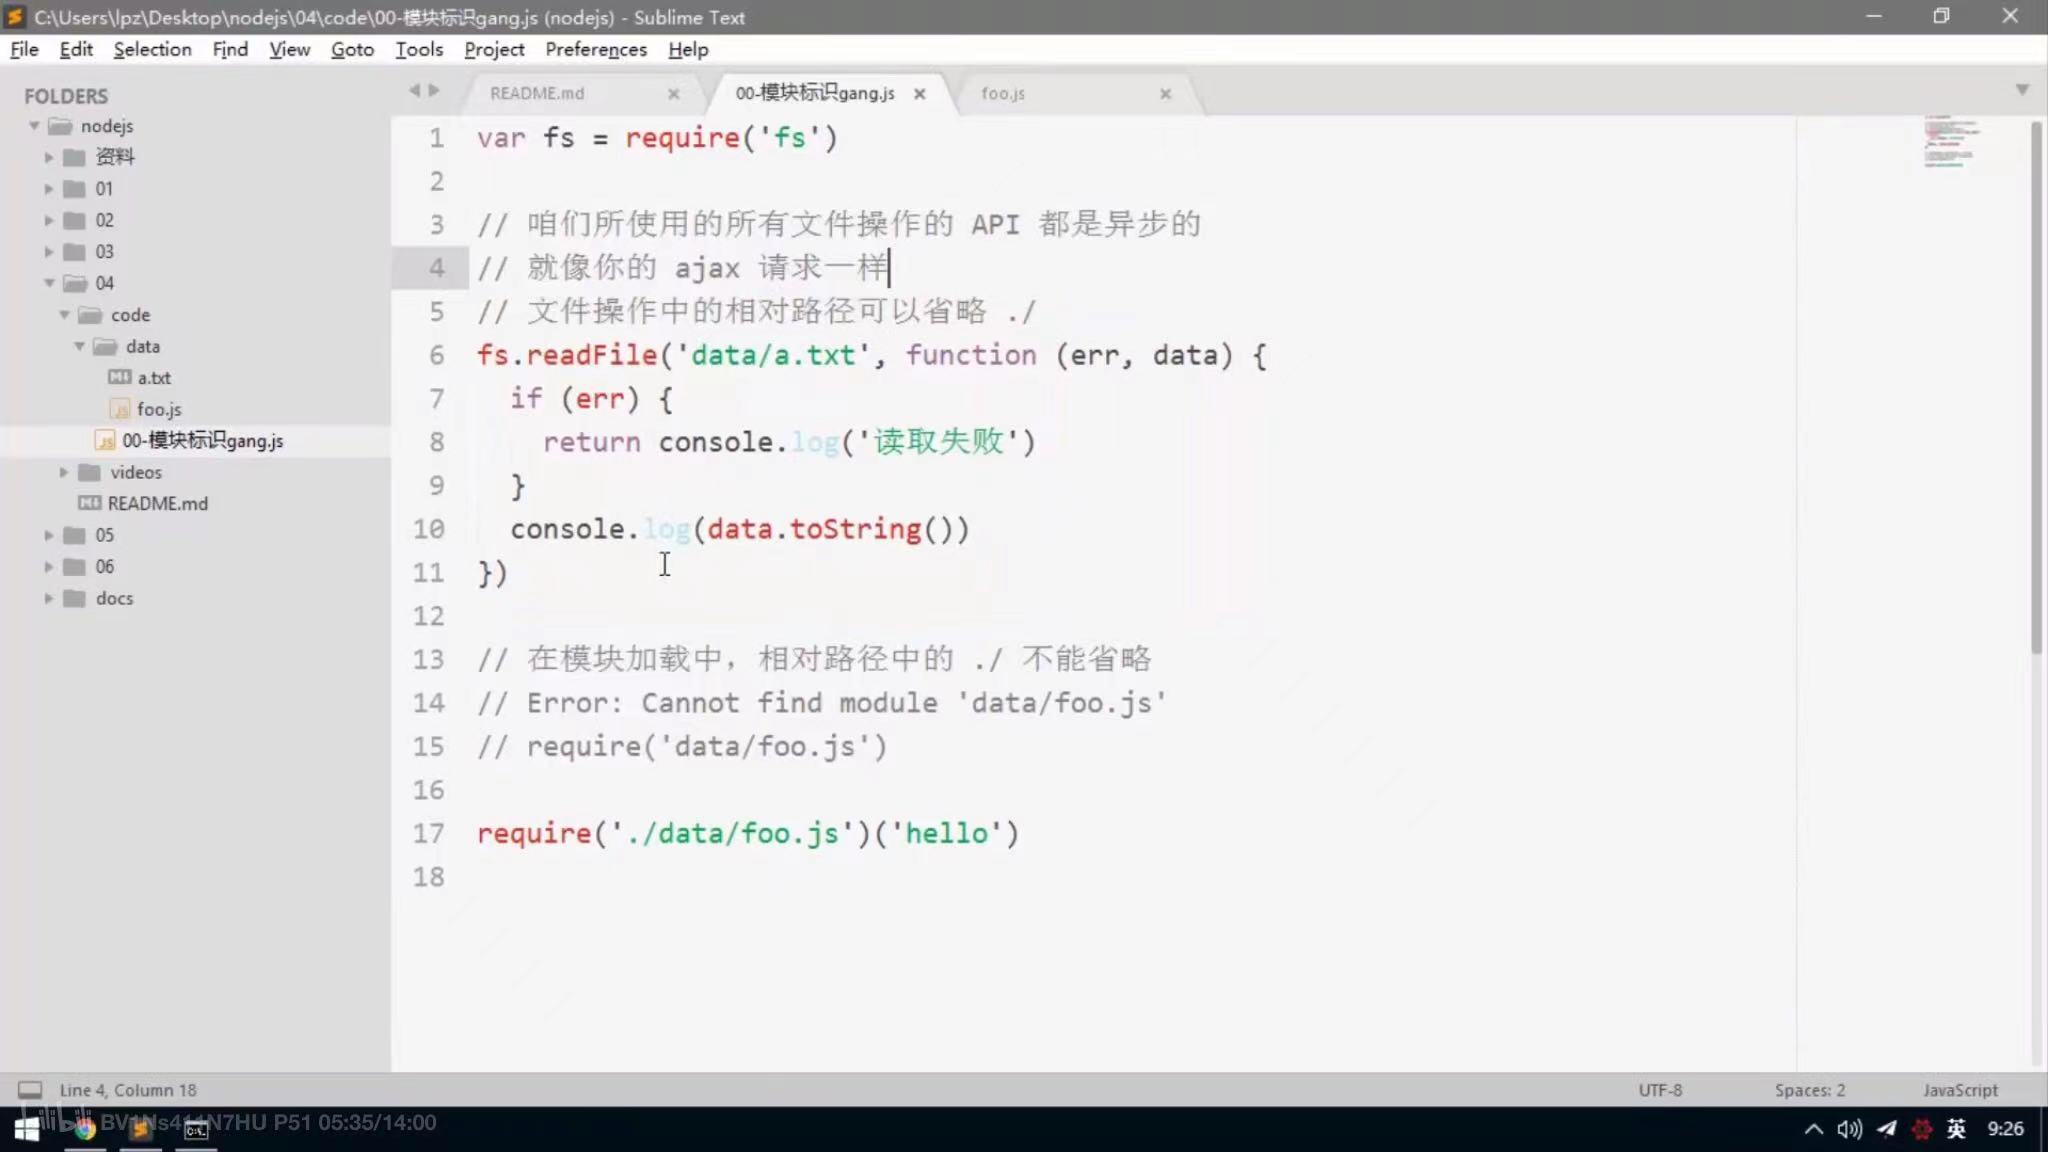 C:\Users\lpz\Desktop\nodejs\04\code\00-模块标识gang.js (nodejs) - Sublime Text
File Edit Selection Find View Goto Tools Project Preferences Help
FOLDERS
nodejs
资料
01
02
03
04
code
data
a.txt
foo.js
00-模块标识gang.js
videos
README.md
05
06
docs
README.md 00-模块标识gang.js foo.js
1 var fs = require('fs')
2
3 // 咱们所使用的所有文件操作的 API 都是异步的
4 // 就像你的 ajax 请求一样
5 // 文件操作中的相对路径可以省略 ./
6 fs.readFile('data/a.txt', function (err, data) {
7 if (err) {
8 return console.log('读取失败')
9 }
10 console.log(data.toString())
11 })
12
13 // 在模块加载中，相对路径中的 ./ 不能省略
14 // Error: Cannot find module 'data/foo.js'
15 // require('data/foo.js')
16
17 require('./data/foo.js')('hello')
18
Line 4, Column 18 UTF-8 Spaces: 2 JavaScript
P51 05:35/14:00
英 9:26